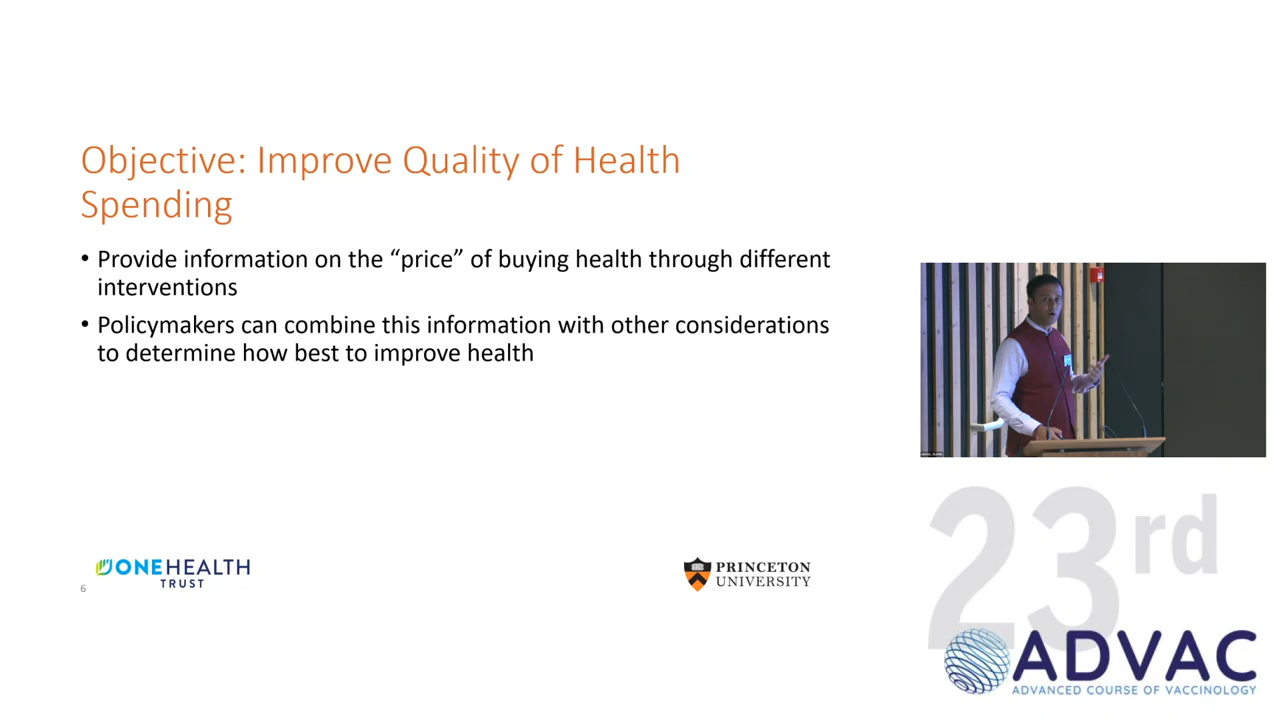 Objective: Improve Quality of Health
Spending
• Provide information on the “price” of buying health through different
interventions
• Policymakers can combine this information with other considerations
to determine how best to improve health
ONEHEALTH
TRUST
6
PRINCETON
UNIVERSITY
23rd
ADVAC
ADVANCED COURSE OF VACCINOLOGY